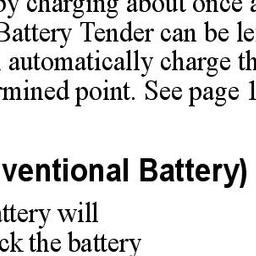 by charging about once a
Battery Tender can be le
automatically charge th
rmined point. See page 1
ventional Battery)
attery will
ck the battery